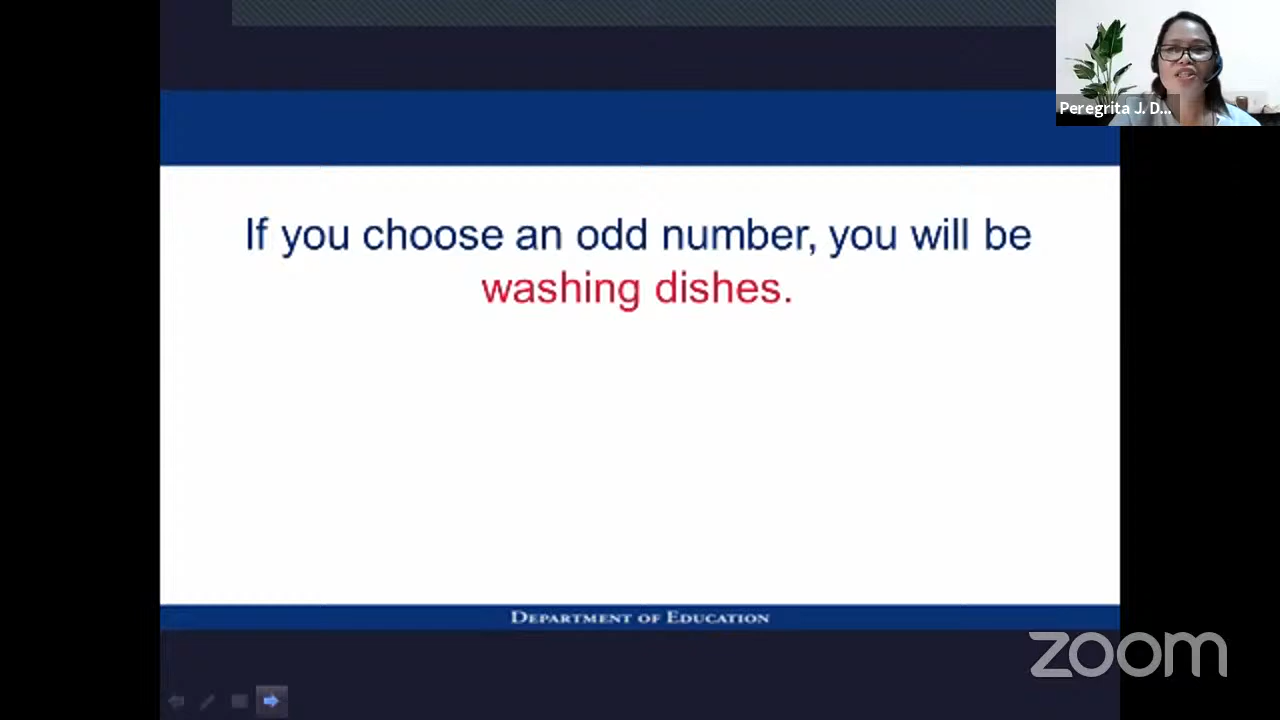 Peregrita J. D...
If you choose an odd number, you will be
washing dishes.
DEPARTMENT OF EDUCATION
zoom